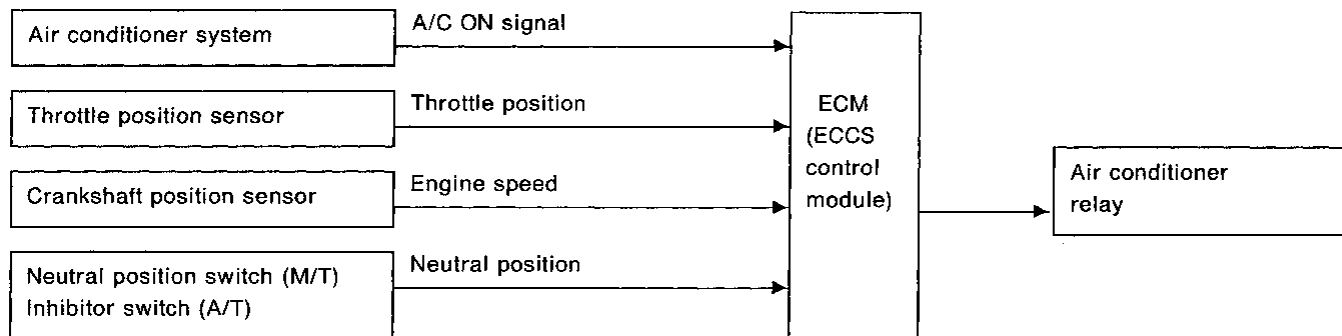 Air conditioner system
A/C ON signal
Throttle position sensor
Throttle position
Crankshaft position sensor
Engine speed
Neutral position switch (M/T)
Inhibitor switch (A/T)
Neutral position
ECM
(ECCS
control
module)
Air conditioner
relay